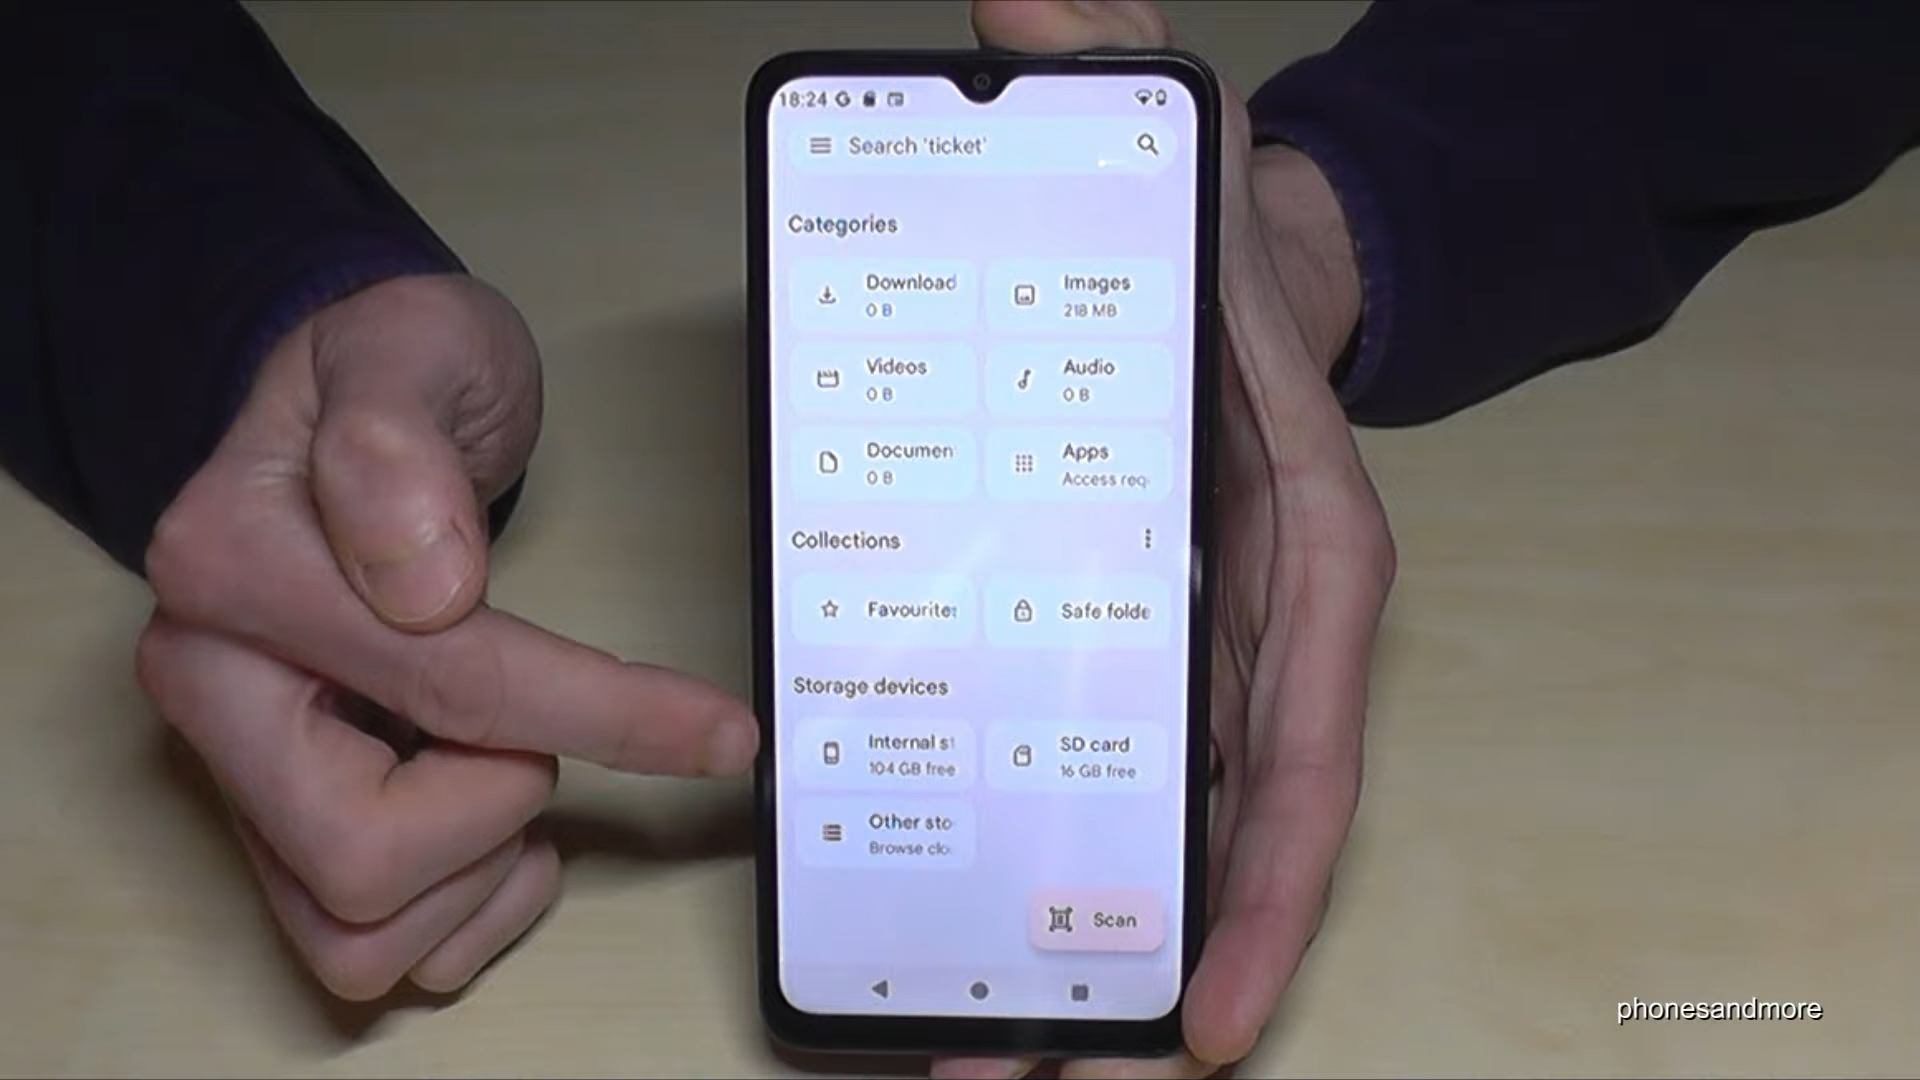 18:24
Search 'ticket'
Categories
Download
0 B
Images
218 MB
Videos
0 B
Audio
0 B
Documen
0 B
Apps
Access req
Collections
Favourite
Safe folde
Storage devices
Internal st
104 GB free
SD card
16 GB free
Other sto
Browse clo
Scan
phonesandmore